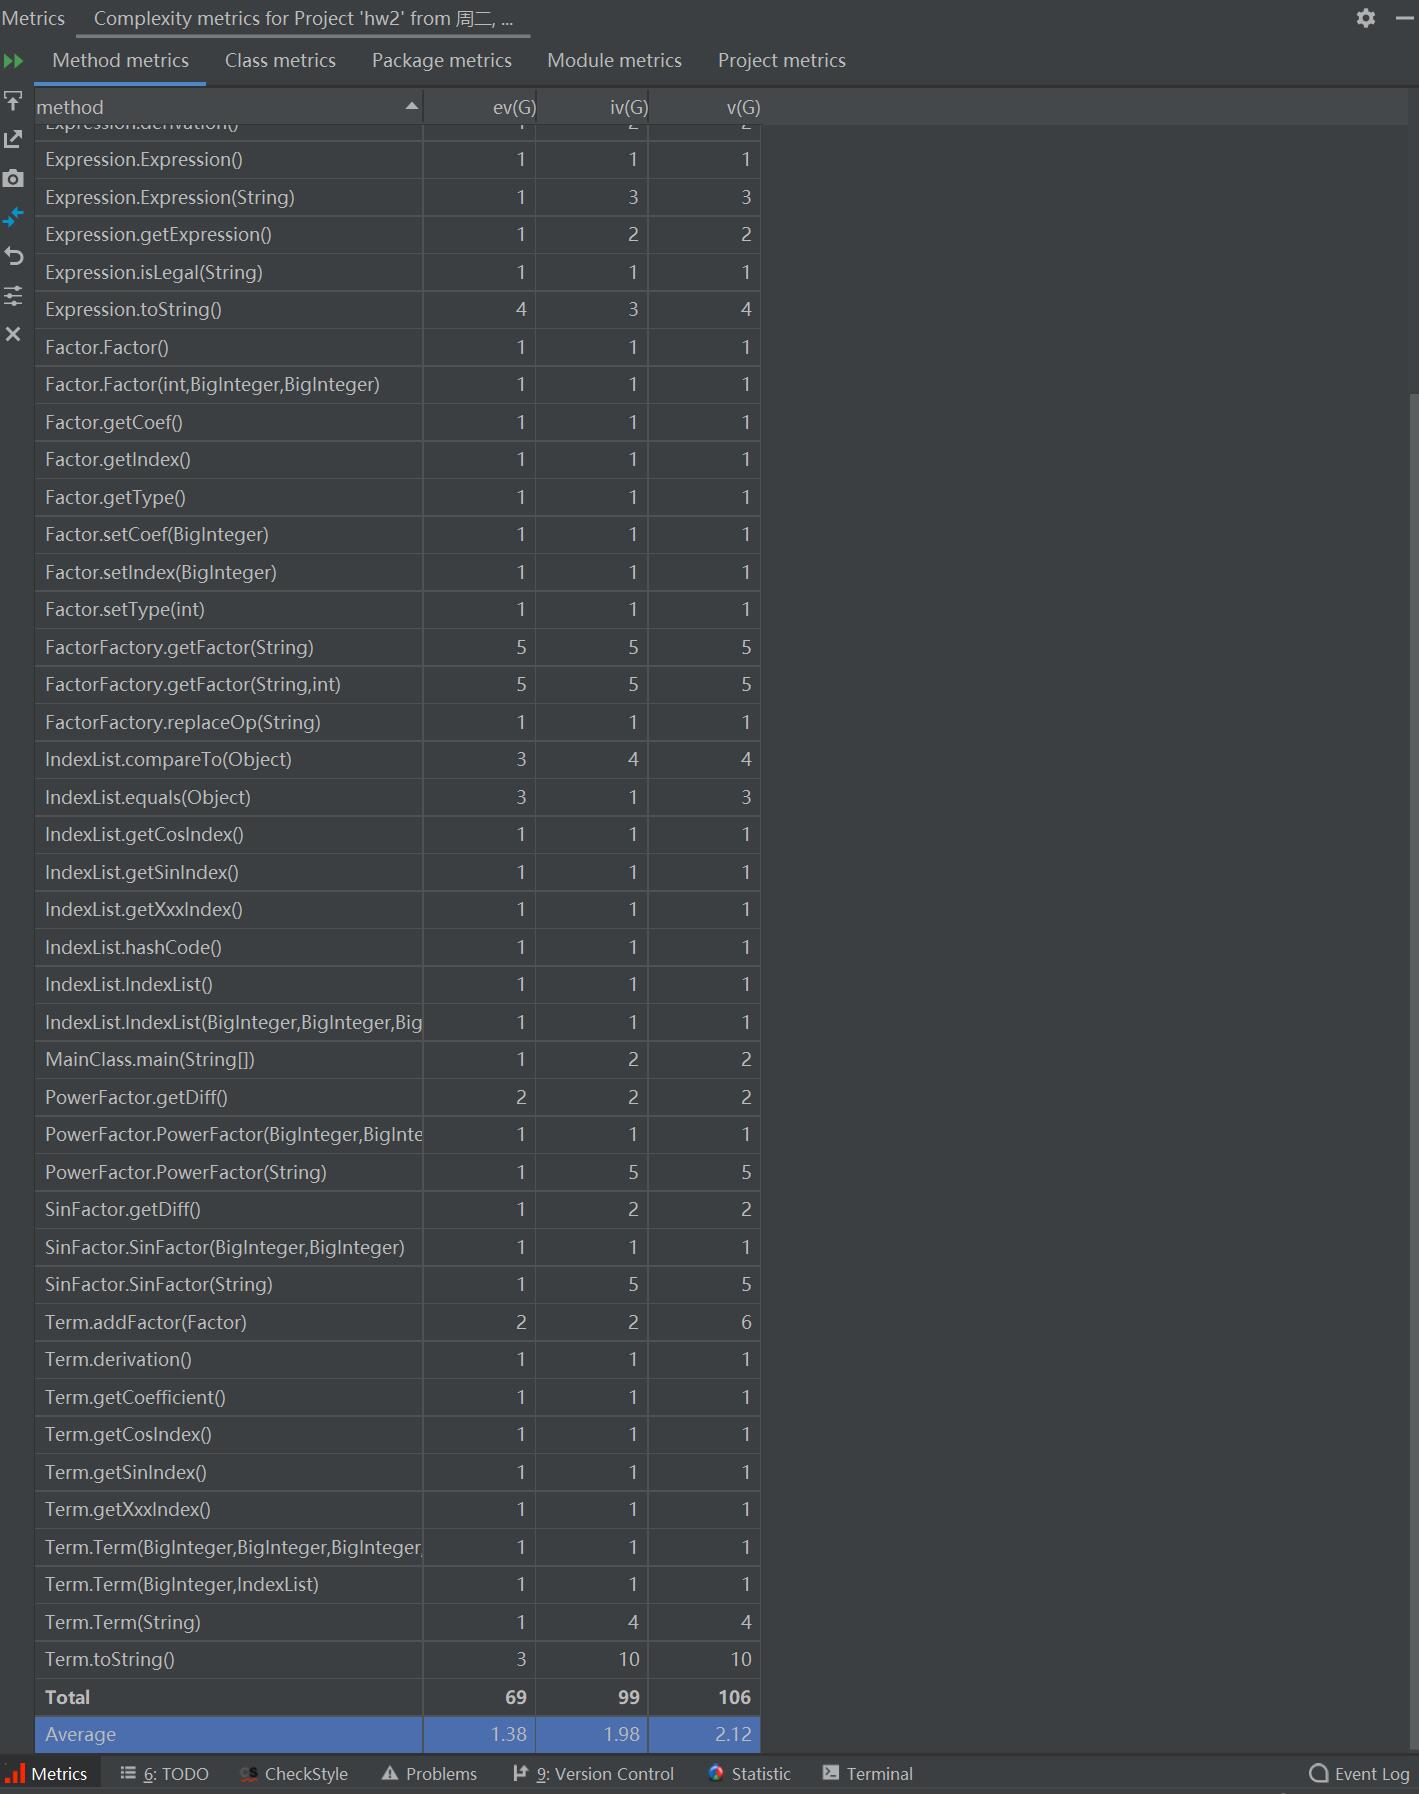 Metrics Complexity metrics for Project 'hw2' from 周二, ...
Method metrics Class metrics Package metrics Module metrics Project metrics
method ev(G) iv(G) v(G)
Expression.derivation() 1 2 2
Expression.Expression() 1 1 1
Expression.Expression(String) 1 3 3
Expression.getExpression() 1 2 2
Expression.isLegal(String) 1 1 1
Expression.toString() 4 3 4
Factor.Factor() 1 1 1
Factor.Factor(int,BigInteger,BigInteger) 1 1 1
Factor.getCoef() 1 1 1
Factor.getIndex() 1 1 1
Factor.getType() 1 1 1
Factor.setCoef(BigInteger) 1 1 1
Factor.setIndex(BigInteger) 1 1 1
Factor.setType(int) 1 1 1
FactorFactory.getFactor(String) 5 5 5
FactorFactory.getFactor(String,int) 5 5 5
FactorFactory.replaceOp(String) 1 1 1
IndexList.compareTo(Object) 3 4 4
IndexList.equals(Object) 3 1 3
IndexList.getCosIndex() 1 1 1
IndexList.getSinIndex() 1 1 1
IndexList.getXxxIndex() 1 1 1
IndexList.hashCode() 1 1 1
IndexList.IndexList() 1 1 1
IndexList.IndexList(BigInteger,BigInteger,Big 1 1 1
MainClass.main(String[]) 1 2 2
PowerFactor.getDiff() 2 2 2
PowerFactor.PowerFactor(BigInteger,BigInte 1 1 1
PowerFactor.PowerFactor(String) 1 5 5
SinFactor.getDiff() 1 2 2
SinFactor.SinFactor(BigInteger,BigInteger) 1 1 1
SinFactor.SinFactor(String) 1 5 5
Term.addFactor(Factor) 2 2 6
Term.derivation() 1 1 1
Term.getCoefficient() 1 1 1
Term.getCosIndex() 1 1 1
Term.getSinIndex() 1 1 1
Term.getXxxIndex() 1 1 1
Term.Term(BigInteger,BigInteger,BigInteger, 1 1 1
Term.Term(BigInteger,IndexList) 1 1 1
Term.Term(String) 1 4 4
Term.toString() 3 10 10
Total 69 99 106
Average 1.38 1.98 2.12
Metrics 6: TODO CS CheckStyle Problems 9: Version Control Statistic Terminal Event Log